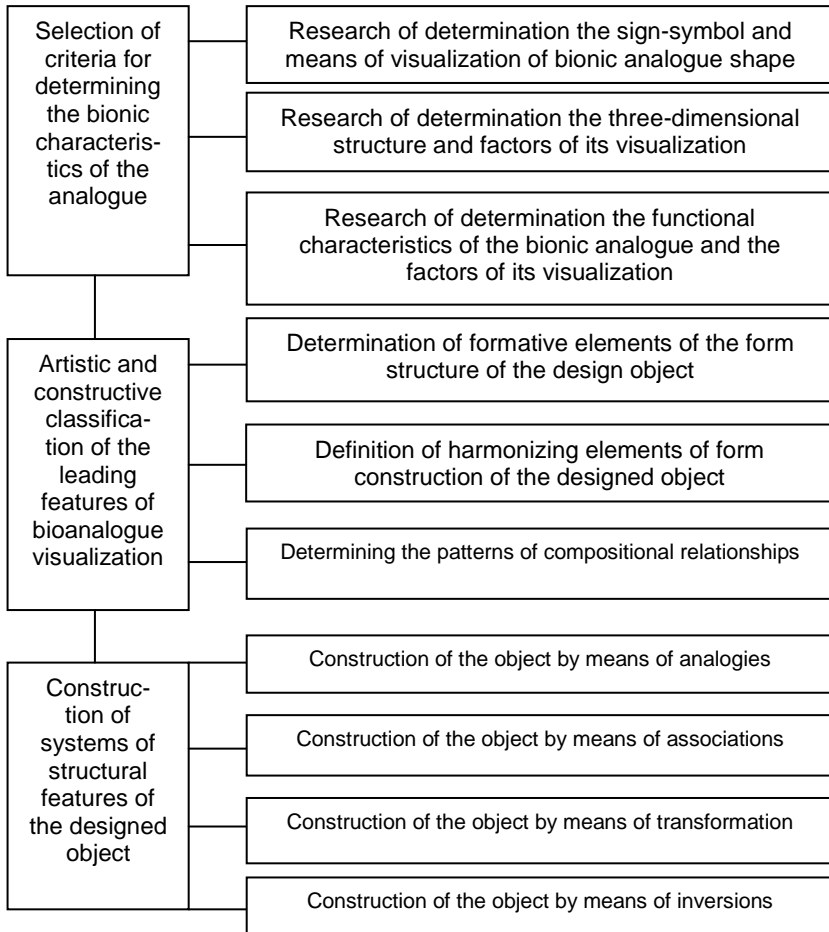 Selection of
criteria for
determining
the bionic
characteris-
tics of the
analogue
Research of determination the sign-symbol and
means of visualization of bionic analogue shape
Research of determination the three-dimensional
structure and factors of its visualization
Research of determination the functional
characteristics of the bionic analogue and the
factors of its visualization
Artistic and
constructive
classifica-
tion of the
leading
features of
bioanalogue
visualization
Determination of formative elements of the form
structure of the design object
Definition of harmonizing elements of form
construction of the designed object
Determining the patterns of compositional relationships
Construc-
tion of
systems of
structural
features of
the designed
object
Construction of the object by means of analogies
Construction of the object by means of associations
Construction of the object by means of transformation
Construction of the object by means of inversions